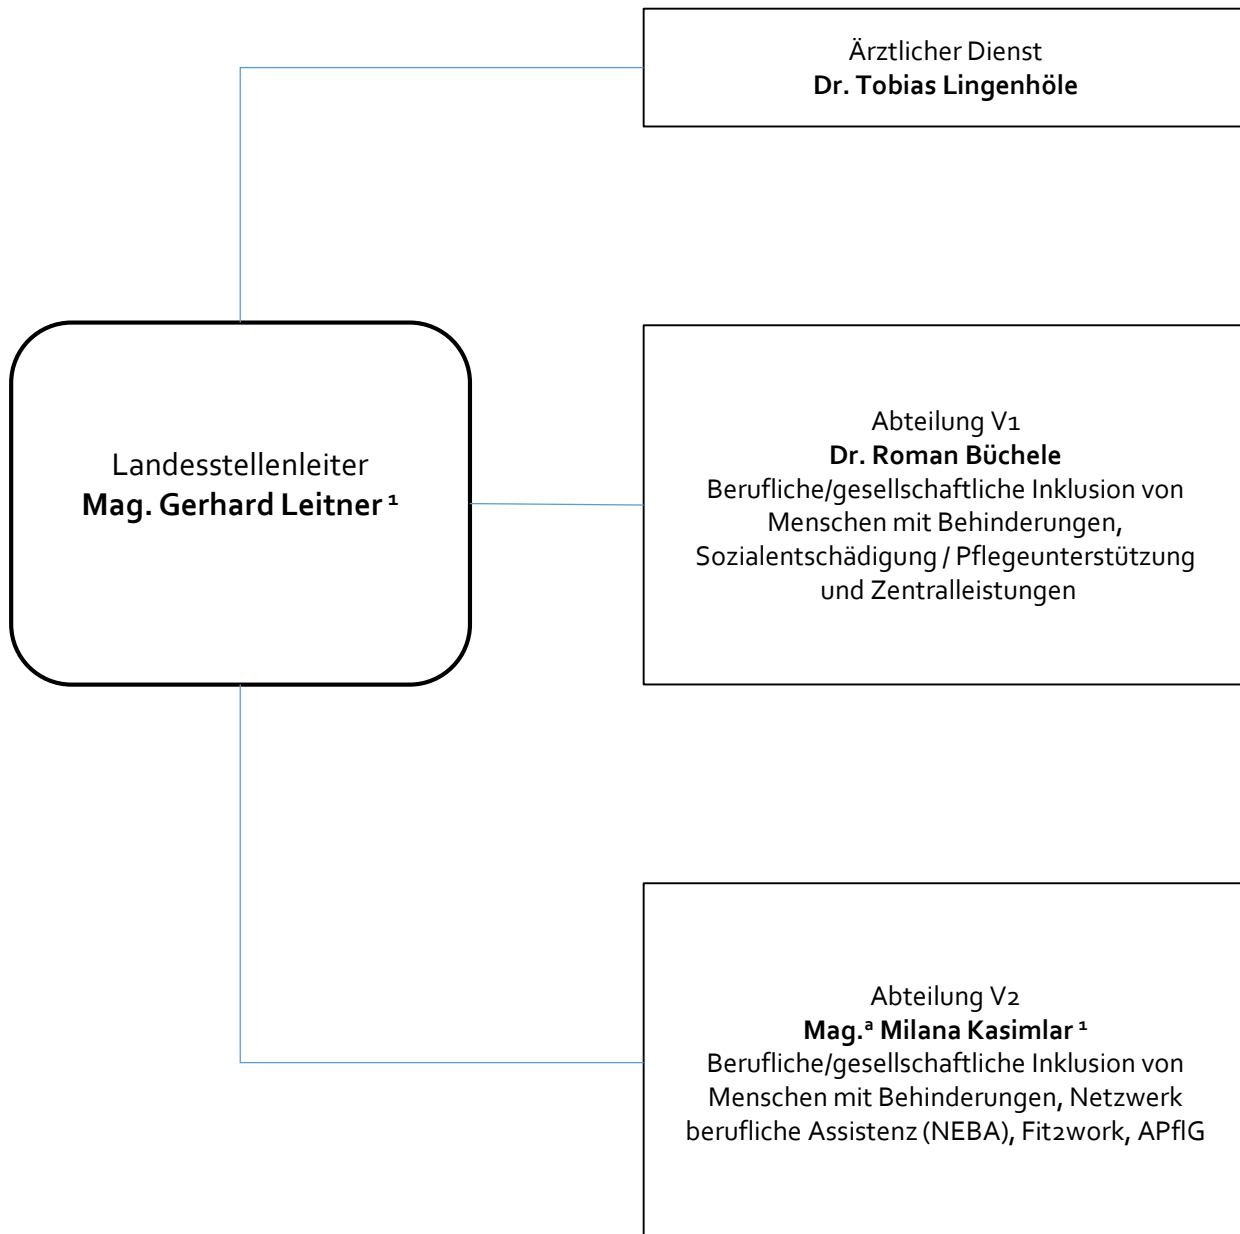 Ärztlicher Dienst
Dr. Tobias Lingenhöle
Landesstellenleiter
Mag. Gerhard Leitner ¹
Abteilung V1
Dr. Roman Büchele
Berufliche/gesellschaftliche Inklusion von
Menschen mit Behinderungen,
Sozialentschädigung / Pflegeunterstützung
und Zentralleistungen
Abteilung V2
Mag.ª Milana Kasimlar ¹
Berufliche/gesellschaftliche Inklusion von
Menschen mit Behinderungen, Netzwerk
berufliche Assistenz (NEBA), Fit2work, APflG